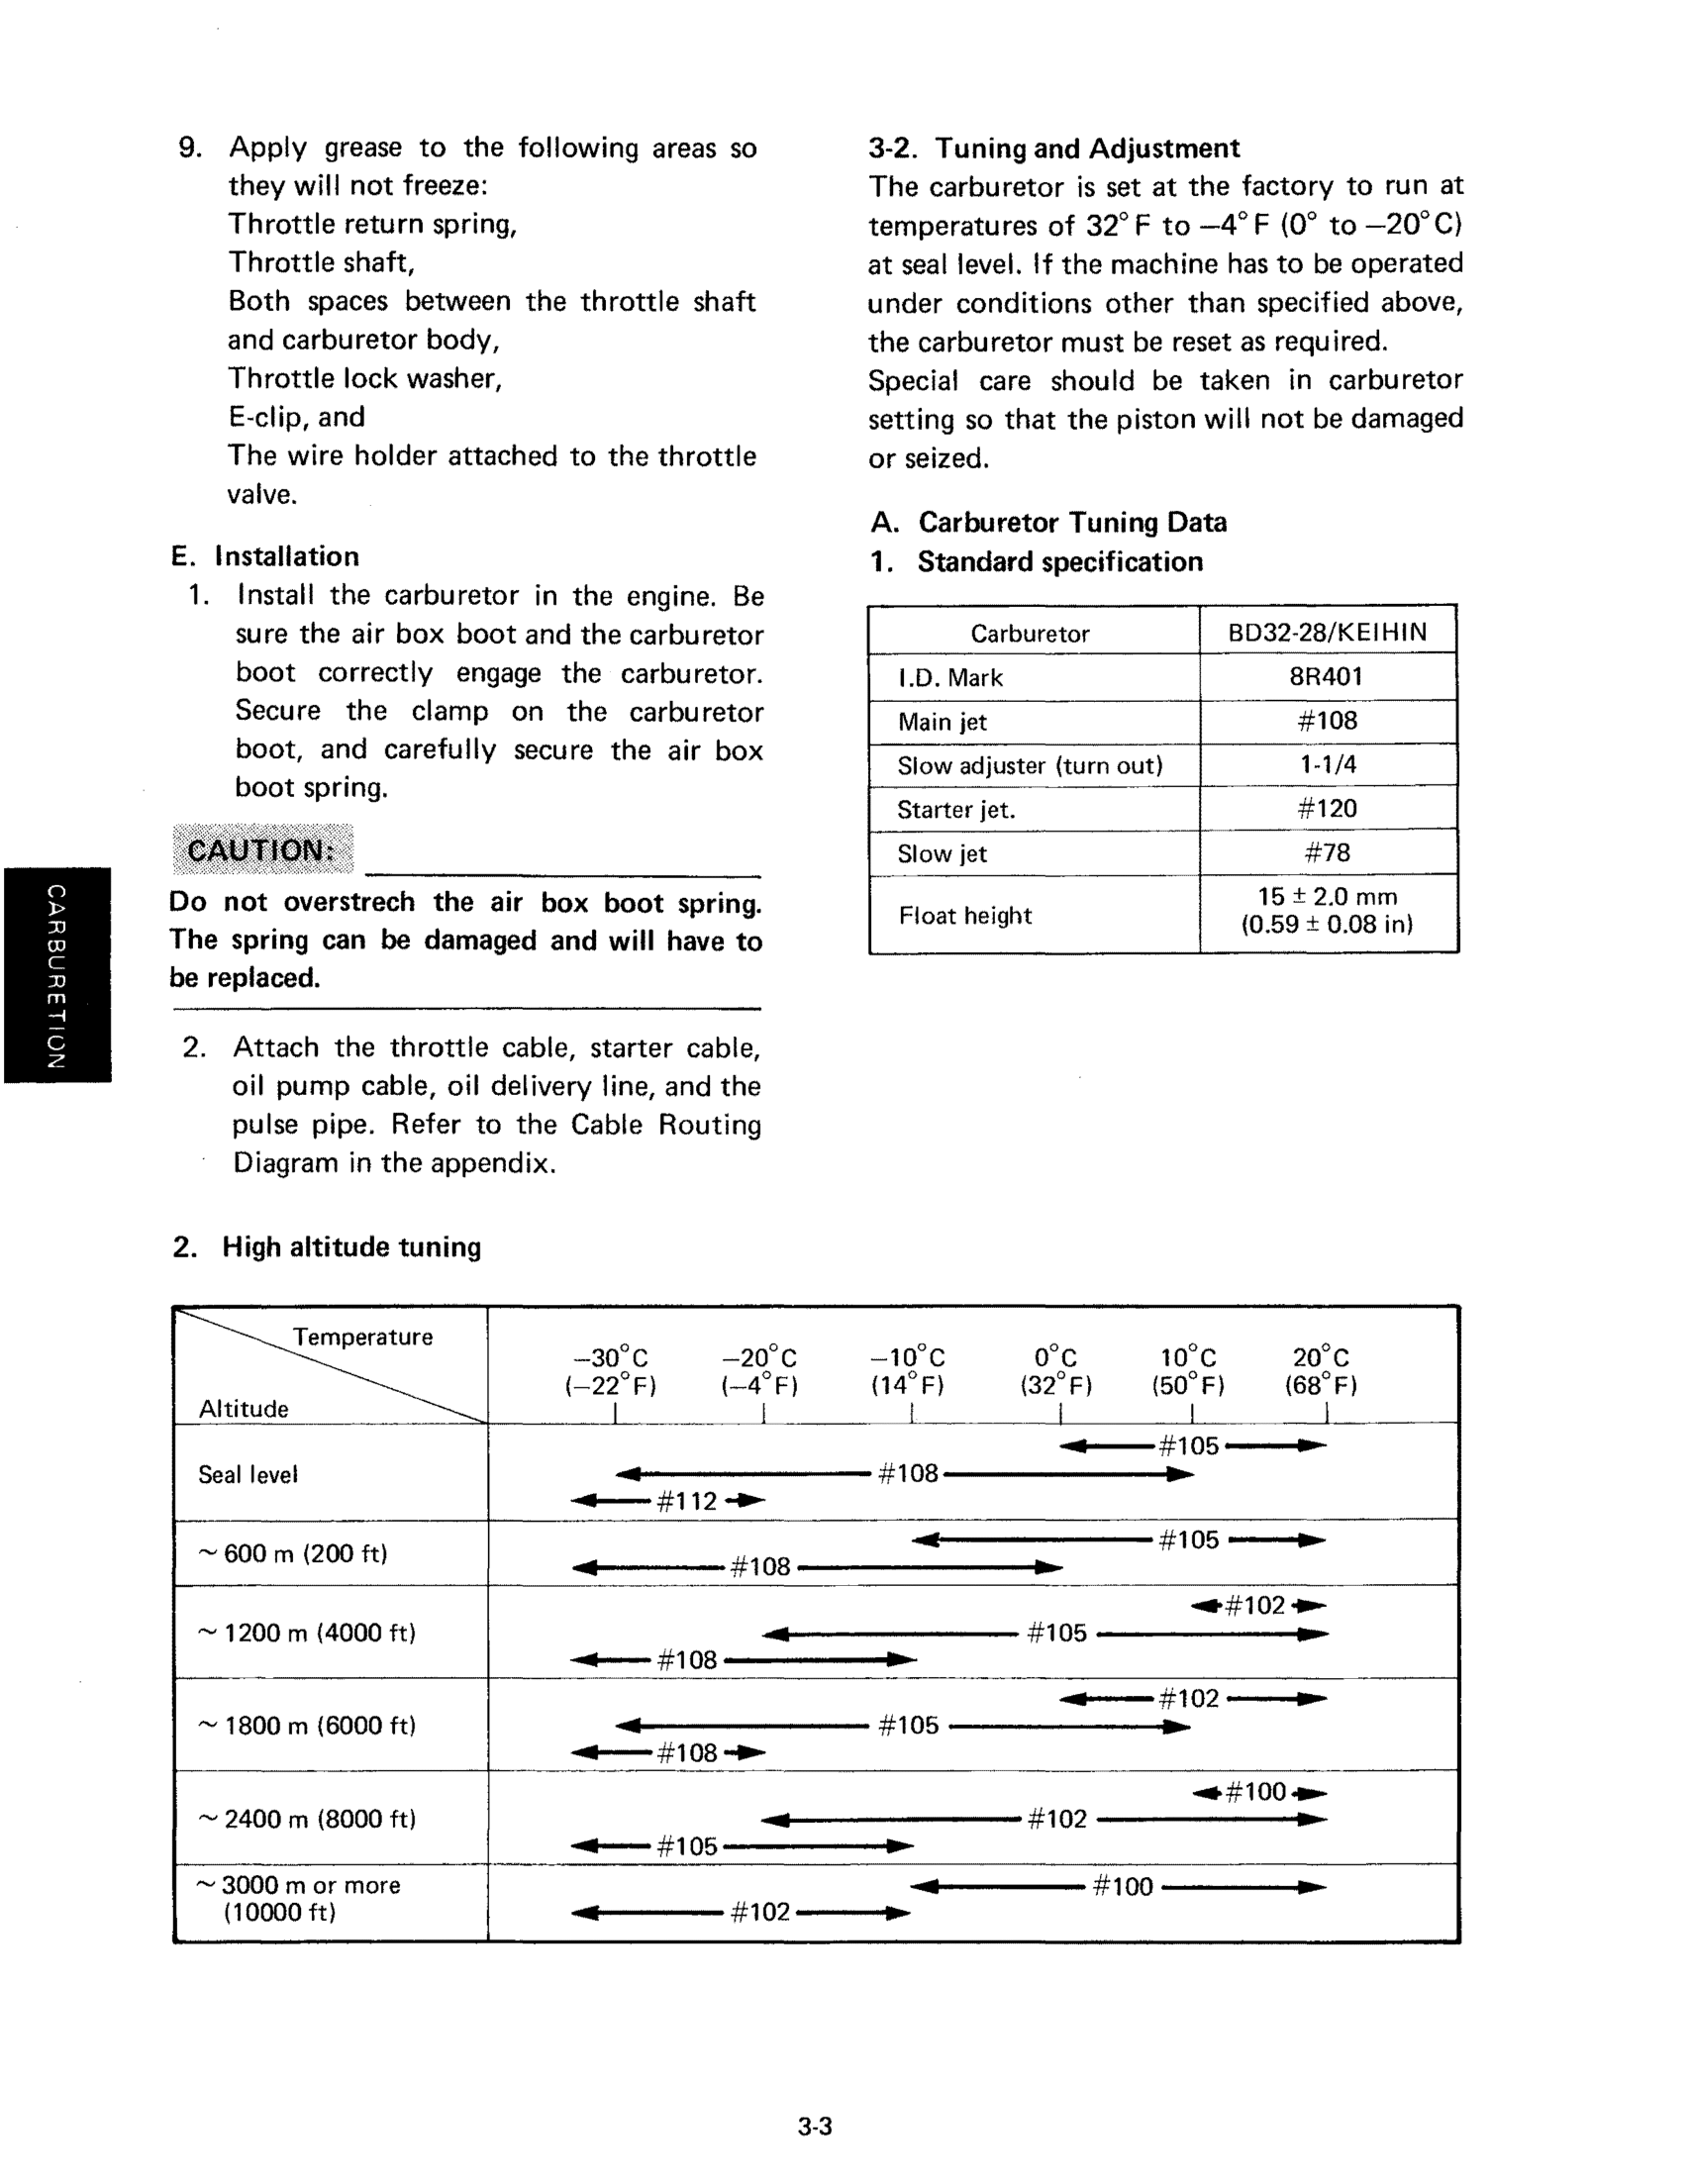 9. Apply grease to the following areas so
they will not freeze:
Throttle return spring,
Throttle shaft,
Both spaces between the throttle shaft
and carburetor body,
Throttle lock washer,
E-clip, and
The wire holder attached to the throttle
valve.
E. Installation
1. Install the carburetor in the engine. Be
sure the air box boot and the carburetor
boot correctly engage the carburetor.
Secure the clamp on the carburetor
boot, and carefully secure the air box
boot spring.
CAUTION:
Do not overstrech the air box boot spring.
The spring can be damaged and will have to
be replaced.
2. Attach the throttle cable, starter cable,
oil pump cable, oil delivery line, and the
pulse pipe. Refer to the Cable Routing
Diagram in the appendix.
CARBURETION
3-2. Tuning and Adjustment
The carburetor is set at the factory to run at
temperatures of 32°F to –4°F (0° to –20°C)
at seal level. If the machine has to be operated
under conditions other than specified above,
the carburetor must be reset as required.
Special care should be taken in carburetor
setting so that the piston will not be damaged
or seized.
A. Carburetor Tuning Data
1. Standard specification
Carburetor BD32-28/KEIHIN
I.D. Mark 8R401
Main jet #108
Slow adjuster (turn out) 1-1/4
Starter jet. #120
Slow jet #78
Float height 15 ± 2.0 mm
(0.59 ± 0.08 in)
2. High altitude tuning
Temperature
Altitude
–30°C –20°C –10°C 0°C 10°C 20°C
(–22°F) (–4°F) (14°F) (32°F) (50°F) (68°F)
#105
Seal level #108
#112
#105
~ 600 m (200 ft)
#108
#102
~ 1200 m (4000 ft) #105
#108
#102
~ 1800 m (6000 ft) #105
#108
#100
~ 2400 m (8000 ft) #102
#105
~ 3000 m or more #100
(10000 ft) #102
3-3